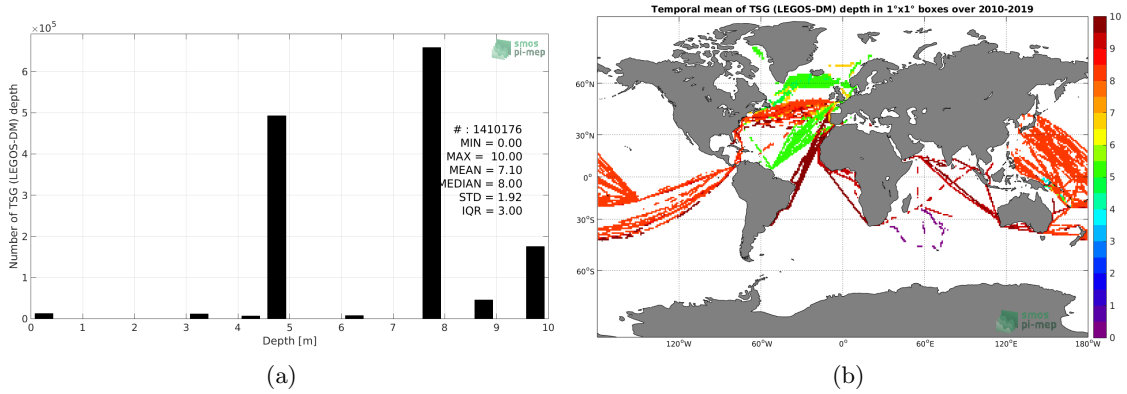 ×10^5
smos
pi-mep
6
5
4
3
2
1
0
Number of TSG (LEGOS-DM) depth
# : 1410176
MIN = 0.00
MAX = 10.00
MEAN = 7.10
MEDIAN = 8.00
STD = 1.92
IQR = 3.00
0 1 2 3 4 5 6 7 8 9 10
Depth [m]
(a)
Temporal mean of TSG (LEGOS-DM) depth in 1°x1° boxes over 2010-2019
60°N
30°N
0°
30°S
60°S
120°W 60°W 0° 60°E 120°E 180°W
10
9
8
7
6
5
4
3
2
1
0
smos
pi-mep
(b)